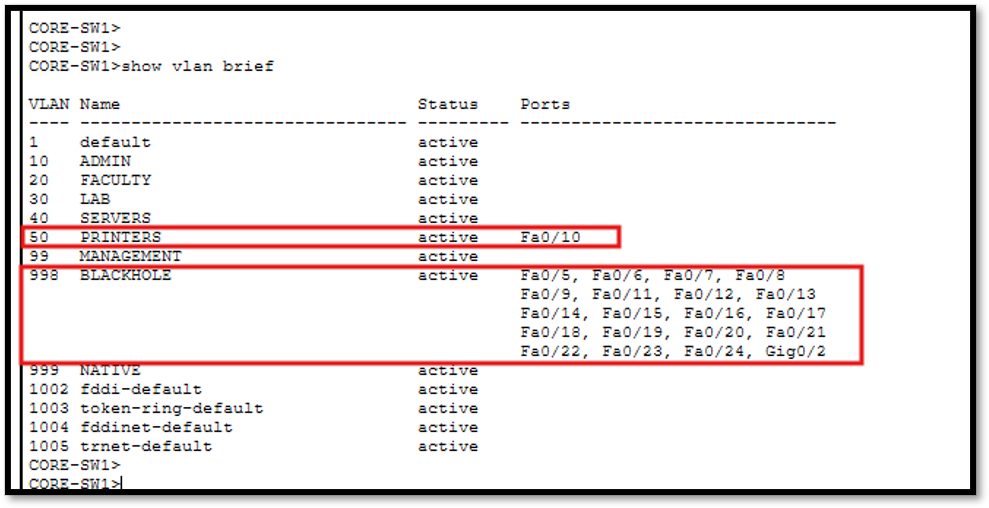 CORE-SW1>
CORE-SW1>
CORE-SW1>show vlan brief
VLAN Name                             Status    Ports
---- -------------------------------- --------- -------------------------------
1    default                          active
10   ADMIN                            active
20   FACULTY                          active
30   LAB                              active
40   SERVERS                          active
50   PRINTERS                         active    Fa0/10
99   MANAGEMENT                       active
998  BLACKHOLE                        active    Fa0/5, Fa0/6, Fa0/7, Fa0/8
                                                Fa0/9, Fa0/11, Fa0/12, Fa0/13
                                                Fa0/14, Fa0/15, Fa0/16, Fa0/17
                                                Fa0/18, Fa0/19, Fa0/20, Fa0/21
                                                Fa0/22, Fa0/23, Fa0/24, Gig0/2
999  NATIVE                           active
1002 fddi-default                     active
1003 token-ring-default               active
1004 fddinet-default                  active
1005 trnet-default                    active
CORE-SW1>
CORE-SW1>